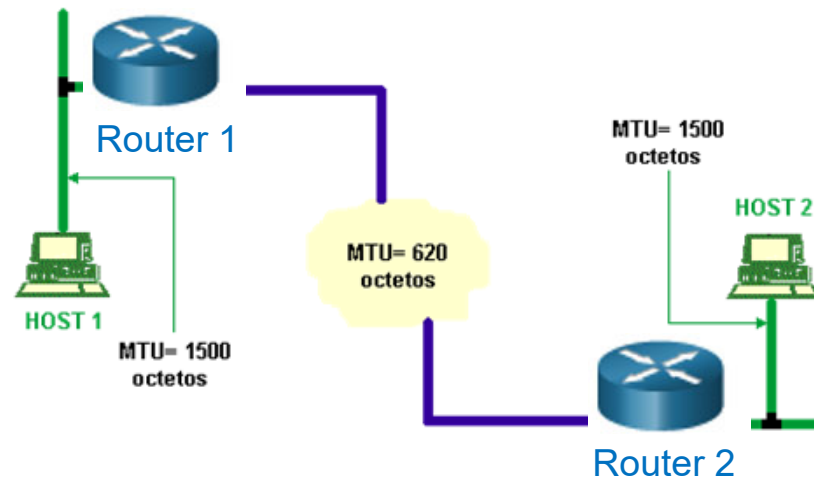 Router 1
MTU= 1500
octetos
HOST 2
MTU= 620
octetos
HOST 1
MTU= 1500
octetos
Router 2